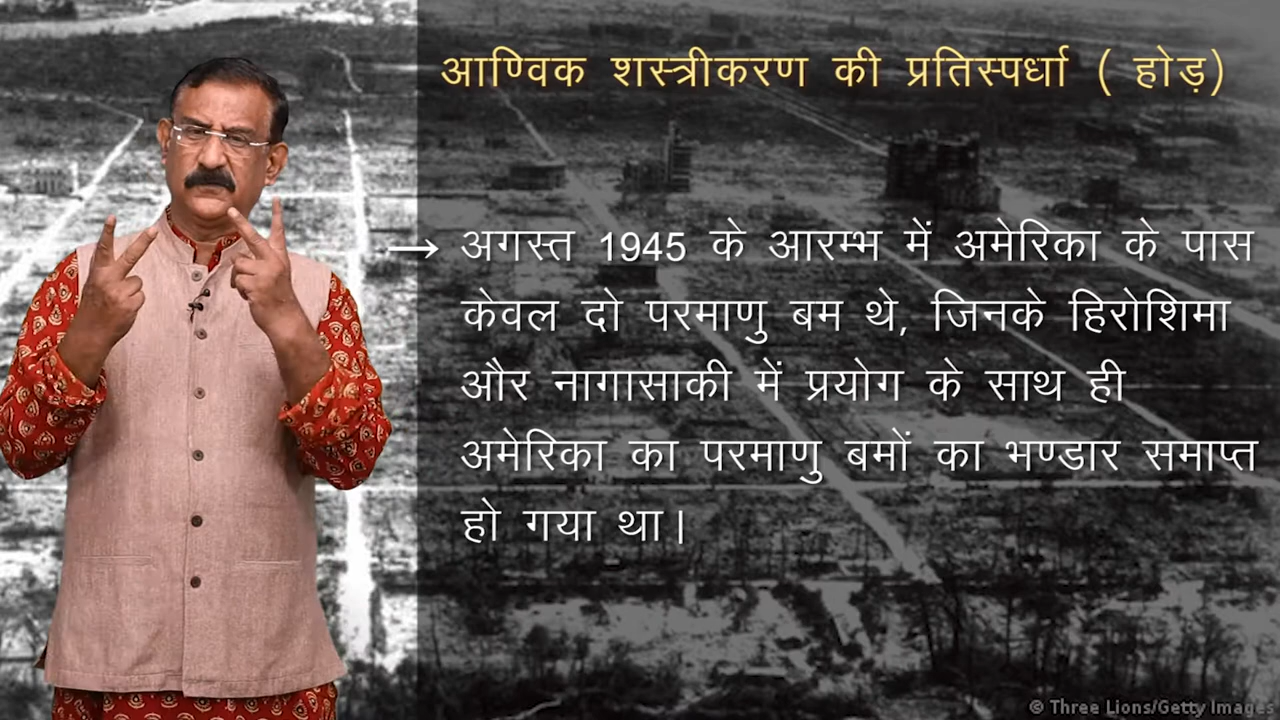 आण्विक शस्त्रीकरण की प्रतिस्पर्धा ( होड़)
→ अगस्त 1945 के आरम्भ में अमेरिका के पास
केवल दो परमाणु बम थे, जिनके हिरोशिमा
और नागासाकी में प्रयोग के साथ ही
अमेरिका का परमाणु बमों का भण्डार समाप्त
हो गया था।
© Three Lions/Getty Images